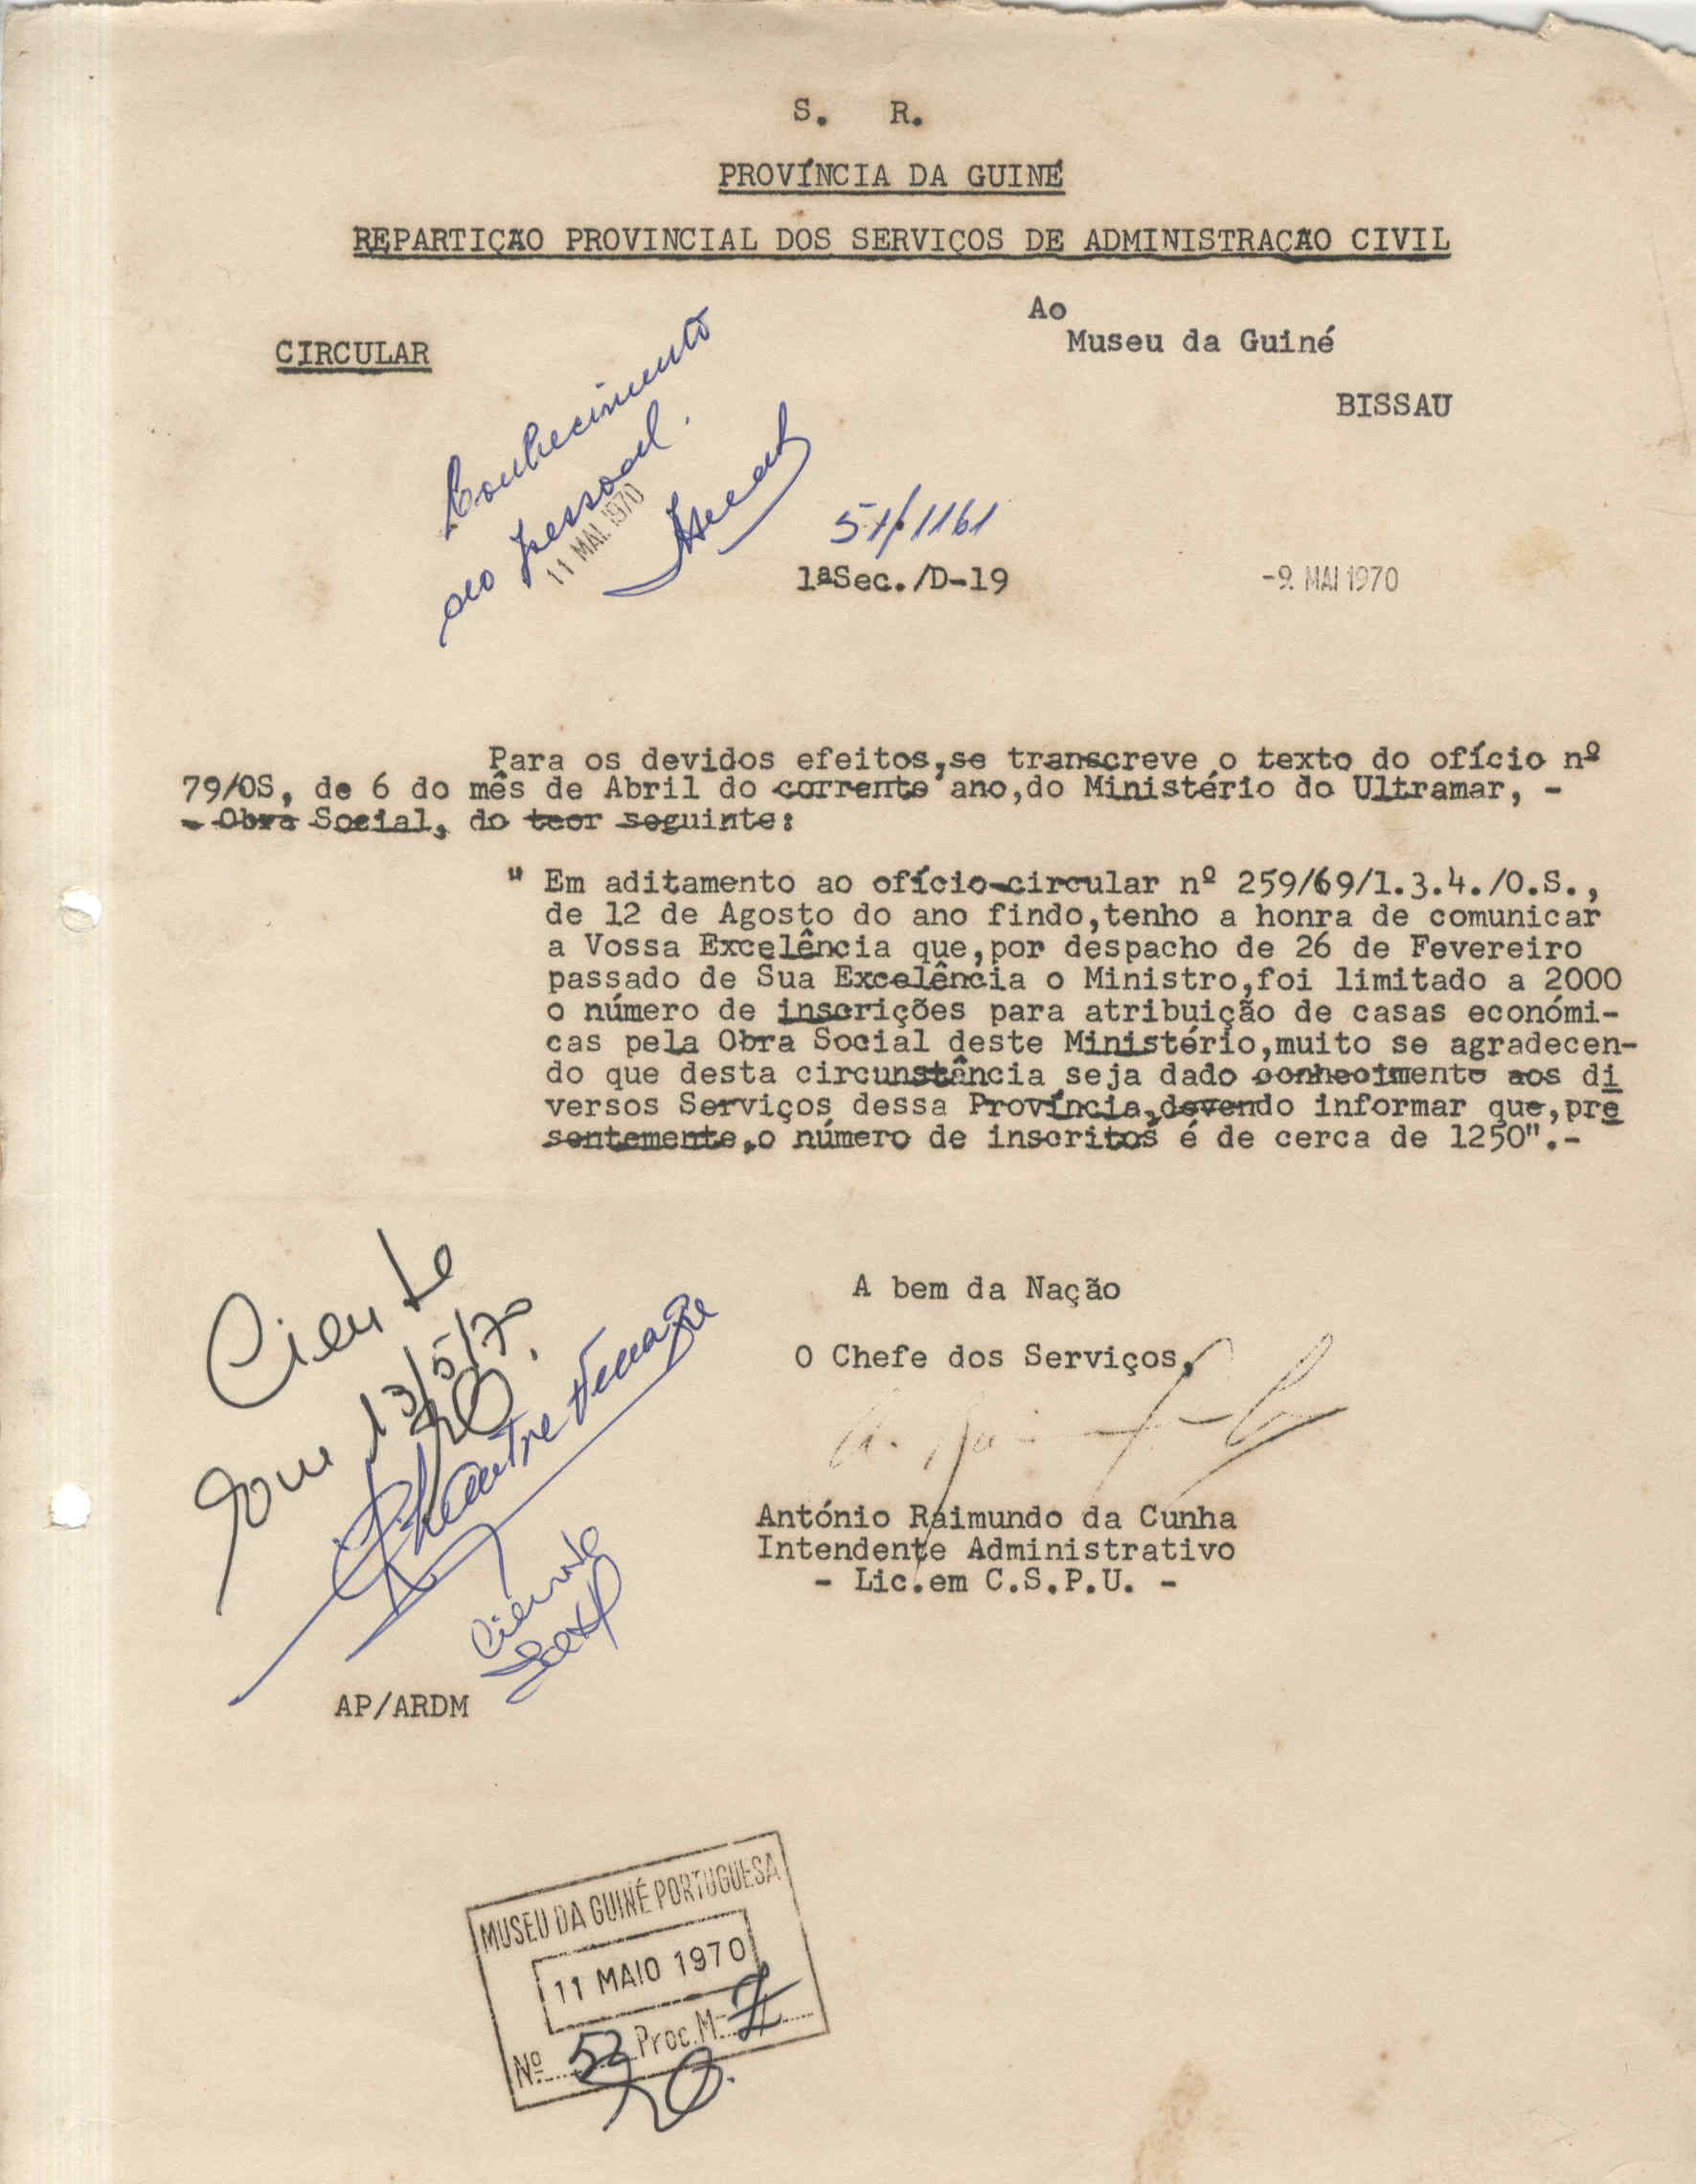 S. R.
PROVÍNCIA DA GUINÉ
REPARTIÇÃO PROVINCIAL DOS SERVIÇOS DE ADMINISTRAÇÃO CIVIL
Ao
Museu da Guiné
CIRCULAR
BISSAU
Conhecimento
ao pessoal.
11 MAI. 1970
1161
1ªSec./D-19
-9. MAI 1970
Para os devidos efeitos,se transcreve o texto do ofício nº
79/OS, de 6 do mês de Abril do corrente ano,do Ministério do Ultramar, -
- Obra Social, do teor seguinte:
" Em aditamento ao ofício-circular nº 259/69/1.3.4./O.S.,
de 12 de Agosto do ano findo,tenho a honra de comunicar
a Vossa Excelência que,por despacho de 26 de Fevereiro
passado de Sua Excelência o Ministro,foi limitado a 2000
o número de inscrições para atribuição de casas económi-
cas pela Obra Social deste Ministério,muito se agradecen-
do que desta circunstância seja dado conhecimento aos di
versos Serviços dessa Província,devendo informar que,pre
sentemente,o número de inscritos é de cerca de 1250".-
A bem da Nação
O Chefe dos Serviços,
Ciente
13/5/70
António Raimundo da Cunha
Intendente Administrativo
- Lic.em C.S.P.U. -
Ciente
AP/ARDM
MUSEU DA GUINÉ PORTUGUESA
11 MAIO 1970
Nº 52 Proc. M-Z